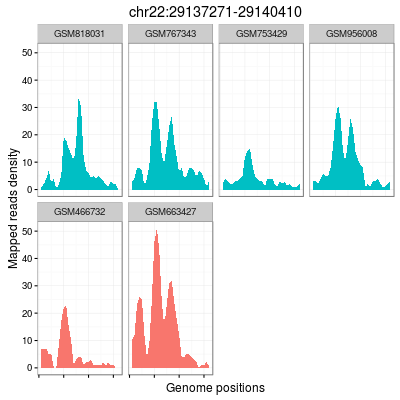 chr22:29137271-29140410
GSM818031 GSM767343 GSM753429 GSM956008
50
40
30
20
10
0
Mapped reads density
GSM466732 GSM663427
50
40
30
20
10
0
Genome positions